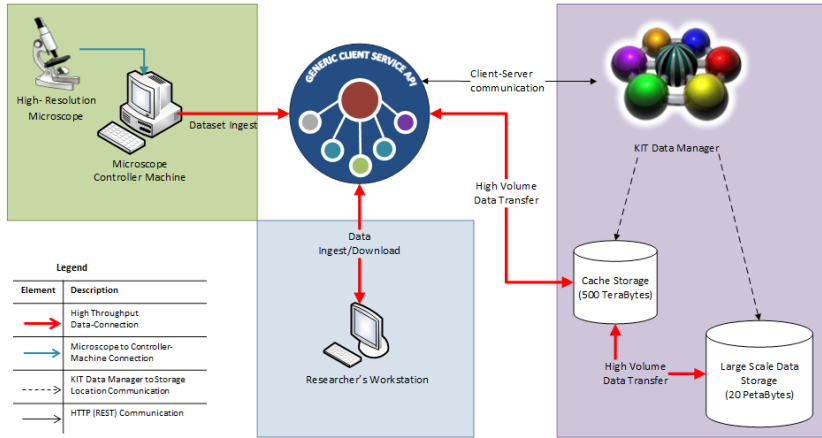 High- Resolution
Microscope
Microscope
Controller Machine
Dataset Ingest
GENERIC CLIENT SERVICE API
Client-Server
communication
KIT Data Manager
High Volume
Data Transfer
Data
Ingest/Download
Researcher's Workstation
Cache Storage
(500 TeraBytes)
High Volume
Data Transfer
Large Scale Data
Storage
(20 PetaBytes)
Legend
Element Description
High Throughput
Data-Connection
Microscope to Controller-
Machine Connection
KIT Data Manager to Storage
Location Communication
HTTP (REST) Communication